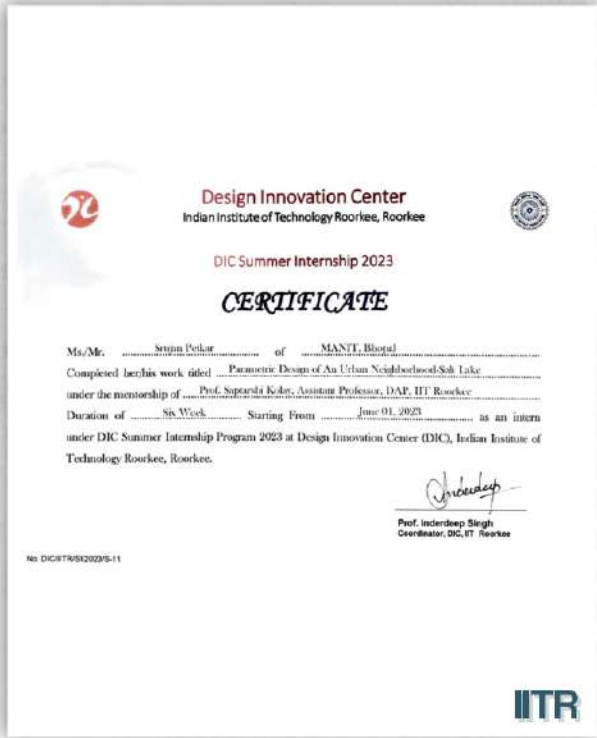 Design Innovation Center
Indian Institute of Technology Roorkee, Roorkee
DIC Summer Internship 2023
CERTIFICATE
Ms./Mr. Srujan Petkar of MANIT, Bhopal
Completed her/his work titled Parametric Design of An Urban Neighborhood-Salt Lake
under the mentorship of Prof. Saptarshi Kolay, Assistant Professor, DAP, IIT Roorkee
Duration of Six Week Starting From June 01, 2023 as an intern
under DIC Summer Internship Program 2023 at Design Innovation Center (DIC), Indian Institute of
Technology Roorkee, Roorkee.
Inderdeep
Prof. Inderdeep Singh
Coordinator, DIC, IIT Roorkee
No. DIC/IITR/SI/2023/S-11
IITR